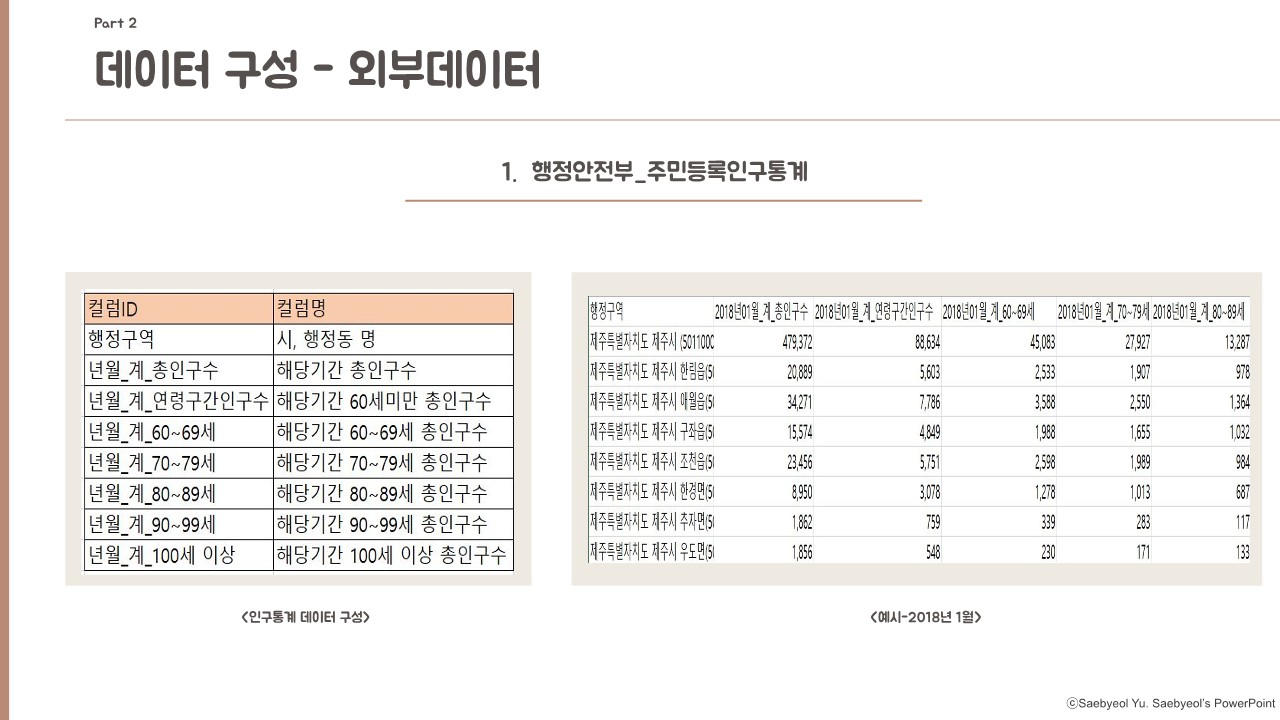 Part 2
데이터 구성 - 외부데이터
1. 행정안전부_주민등록인구통계
컬럼ID 컬럼명
행정구역 시, 행정동 명
년월_계_총인구수 해당기간 총인구수
년월_계_연령구간인구수 해당기간 60세미만 총인구수
년월_계_60~69세 해당기간 60~69세 총인구수
년월_계_70~79세 해당기간 70~79세 총인구수
년월_계_80~89세 해당기간 80~89세 총인구수
년월_계_90~99세 해당기간 90~99세 총인구수
년월_계_100세 이상 해당기간 100세 이상 총인구수
<인구통계 데이터 구성>
행정구역 2018년01월_계_총인구수 2018년01월_계_연령구간인구수 2018년01월_계_60~69세 2018년01월_계_70~79세 2018년01월_계_80~89세
제주특별자치도 제주시 (5011000 479,372 88,634 45,083 27,927 13,287
제주특별자치도 제주시 한림읍(50 20,889 5,603 2,533 1,907 978
제주특별자치도 제주시 애월읍(50 34,271 7,786 3,588 2,550 1,364
제주특별자치도 제주시 구좌읍(50 15,574 4,849 1,988 1,655 1,032
제주특별자치도 제주시 조천읍(50 23,456 5,751 2,598 1,989 984
제주특별자치도 제주시 한경면(50 8,950 3,078 1,278 1,013 687
제주특별자치도 제주시 추자면(50 1,862 759 339 283 117
제주특별자치도 제주시 우도면(50 1,856 548 230 171 133
<예시-2018년 1월>
ⓒSaebyeol Yu. Saebyeol's PowerPoint